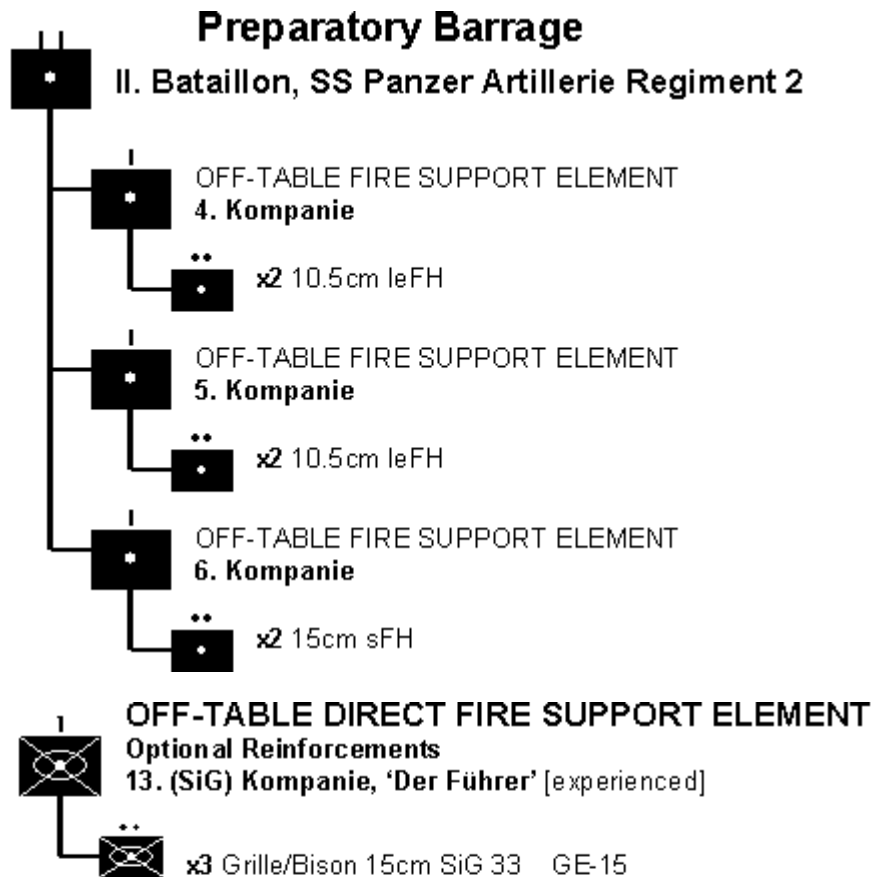 Preparatory Barrage
II. Bataillon, SS Panzer Artillerie Regiment 2
OFF-TABLE FIRE SUPPORT ELEMENT
4. Kompanie
x2 10.5cm leFH
OFF-TABLE FIRE SUPPORT ELEMENT
5. Kompanie
x2 10.5cm leFH
OFF-TABLE FIRE SUPPORT ELEMENT
6. Kompanie
x2 15cm sFH
OFF-TABLE DIRECT FIRE SUPPORT ELEMENT
Optional Reinforcements
13. (SiG) Kompanie, ‘Der Führer’ [experienced]
x3 Grille/Bison 15cm SiG 33 GE-15